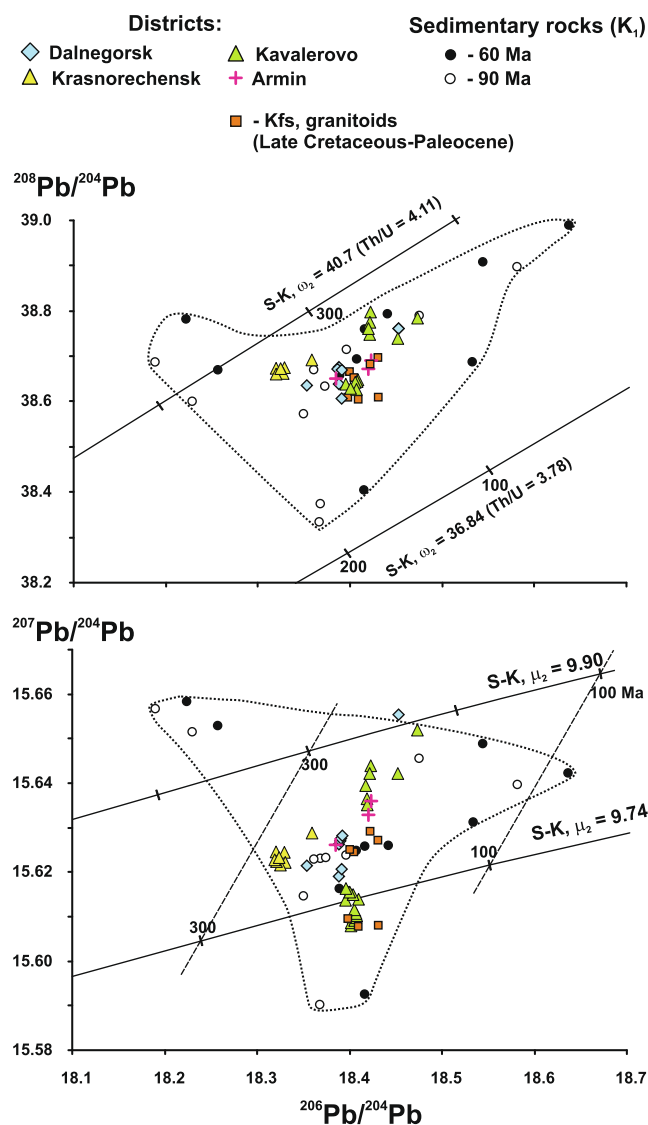 Districts:
Sedimentary rocks (K₁)
Dalnegorsk
Kavalerovo
- 60 Ma
Krasnorechensk
Armin
- 90 Ma
- Kfs, granitoids
(Late Cretaceous-Paleocene)
²⁰⁸Pb/²⁰⁴Pb
39.0
38.8
38.6
38.4
38.2
S-K, ω₂ = 40.7 (Th/U = 4.11)
300
100
S-K, ω₂ = 36.84 (Th/U = 3.78)
200
²⁰⁷Pb/²⁰⁴Pb
15.66
15.64
15.62
15.60
15.58
S-K, μ₂ = 9.90
100 Ma
300
S-K, μ₂ = 9.74
100
300
18.1
18.2
18.3
18.4
18.5
18.6
18.7
²⁰⁶Pb/²⁰⁴Pb